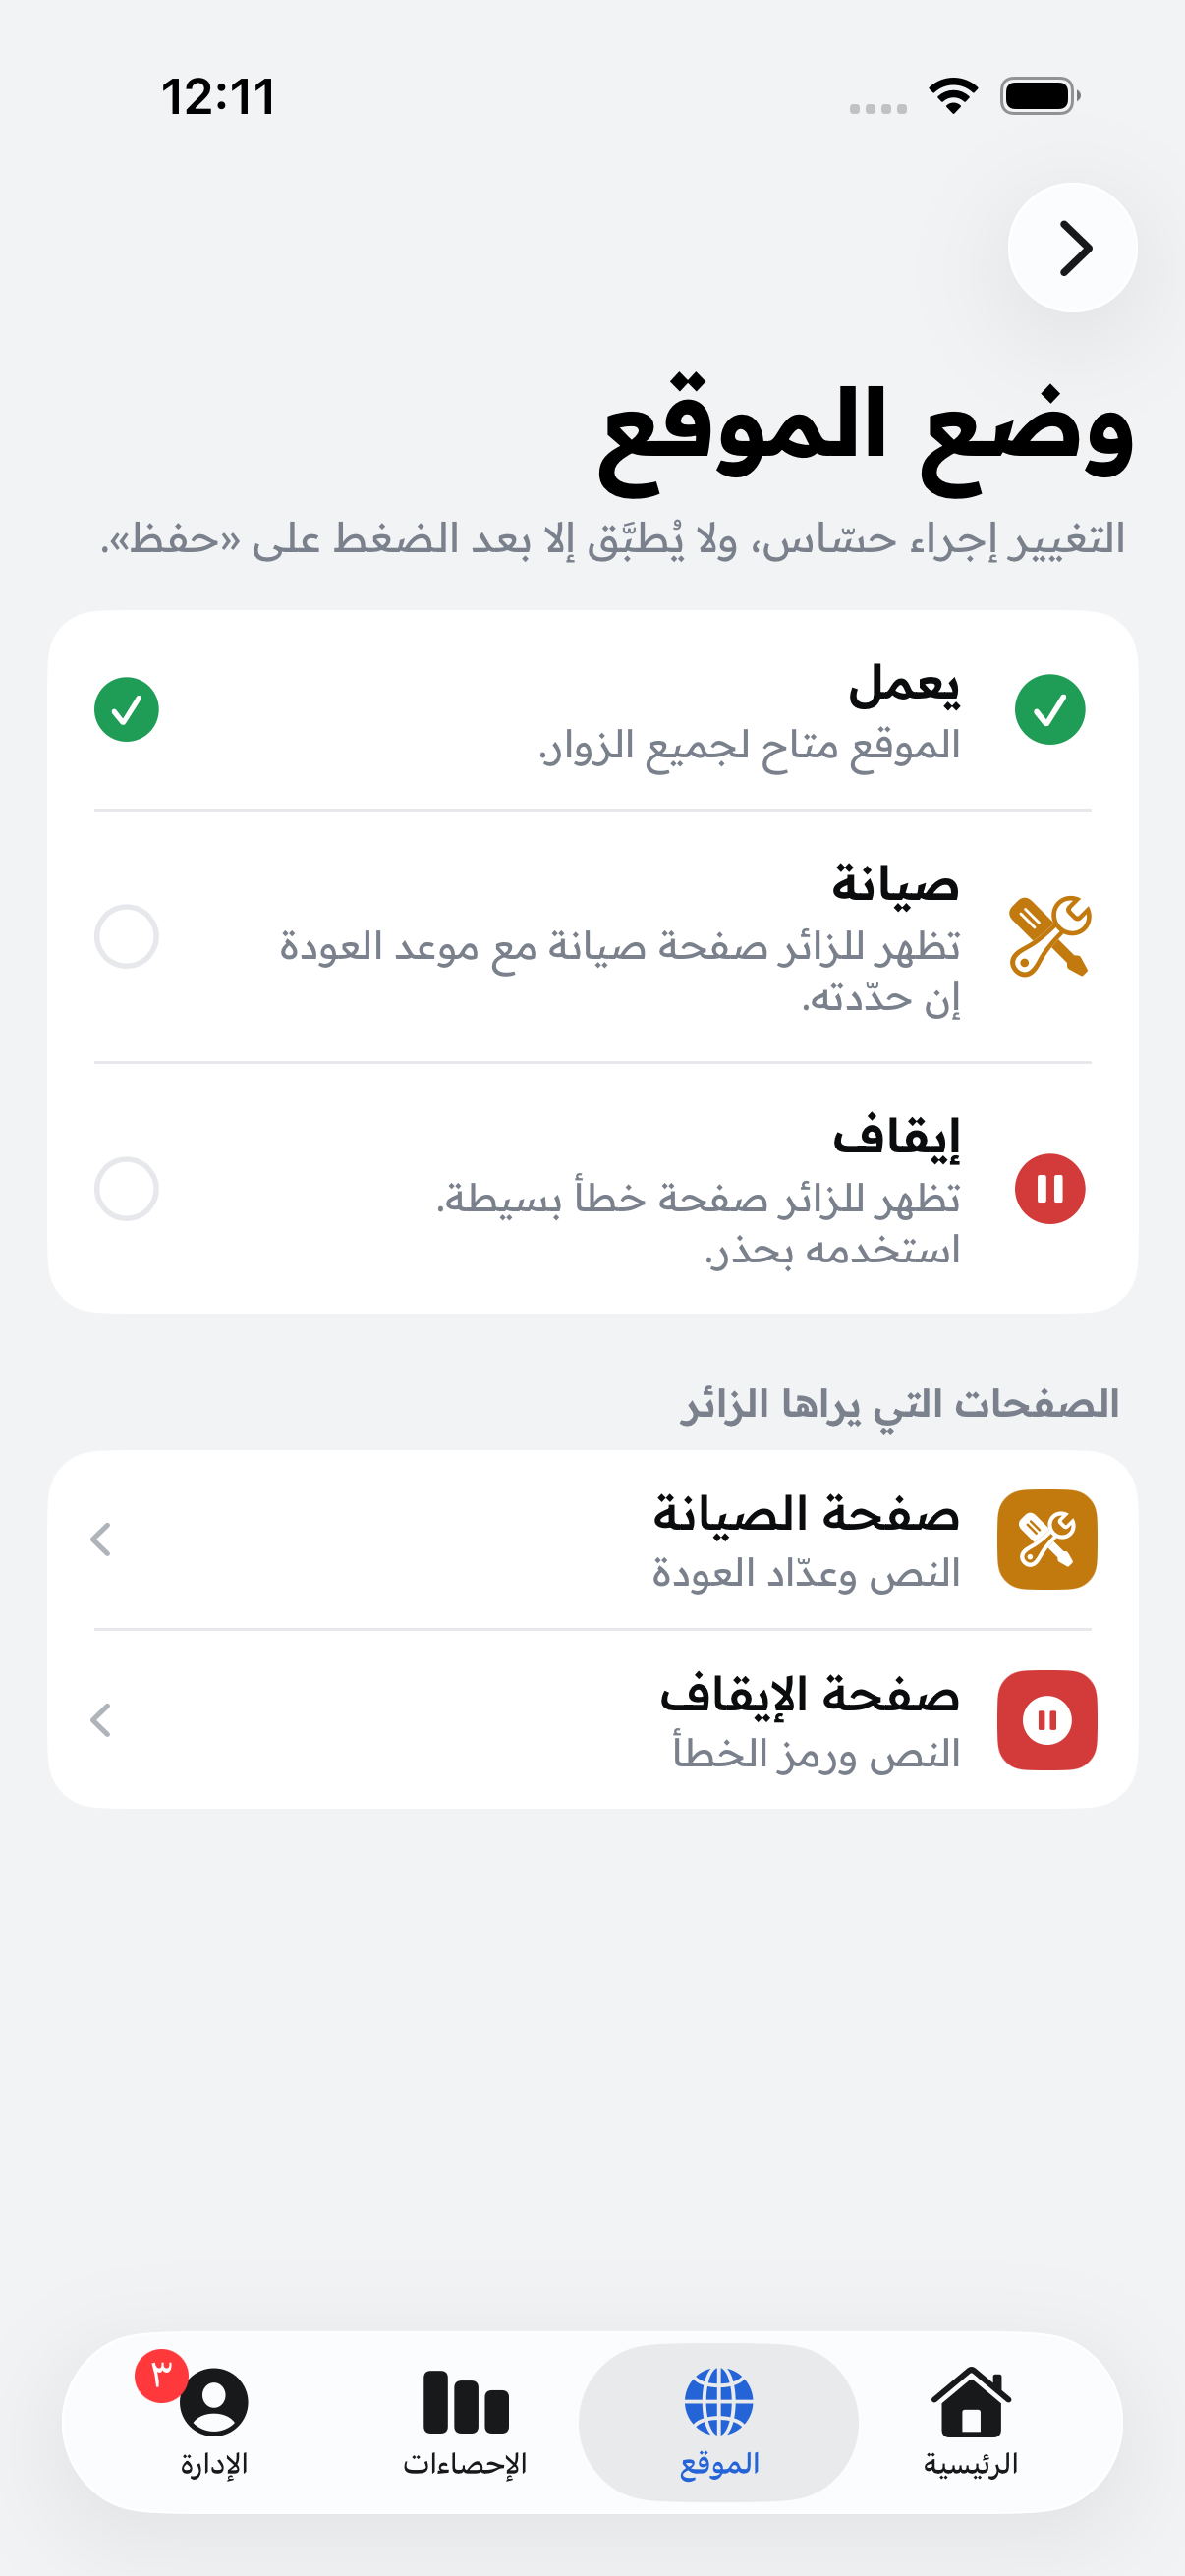 12:11
وضع الموقع
التغيير إجراء حسّاس، ولا يُطبَّق إلا بعد الضغط على «حفظ».
يعمل
الموقع متاح لجميع الزوار.
صيانة
تظهر للزائر صفحة صيانة مع موعد العودة
إن حدّدته.
إيقاف
تظهر للزائر صفحة خطأ بسيطة.
استخدمه بحذر.
الصفحات التي يراها الزائر
صفحة الصيانة
النص وعدّاد العودة
صفحة الإيقاف
النص ورمز الخطأ
الرئيسية
الموقع
الإحصاءات
٣
الإدارة